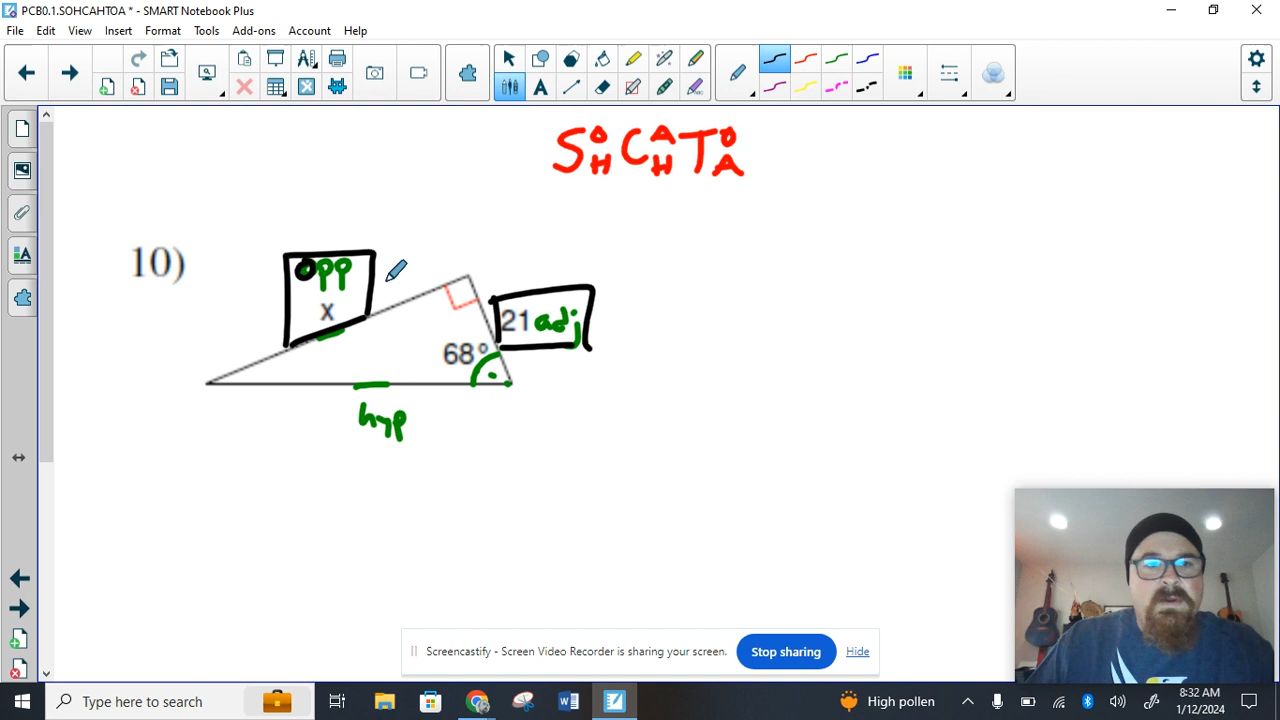 PCB0.1.SOHCAHTOA * - SMART Notebook Plus
File Edit View Insert Format Tools Add-ons Account Help
S O H C A H T O A
10)
opp
x
21 adj
68°
hyp
Screencastify - Screen Video Recorder is sharing your screen.
Stop sharing
Hide
Type here to search
High pollen
8:32 AM
1/12/2024